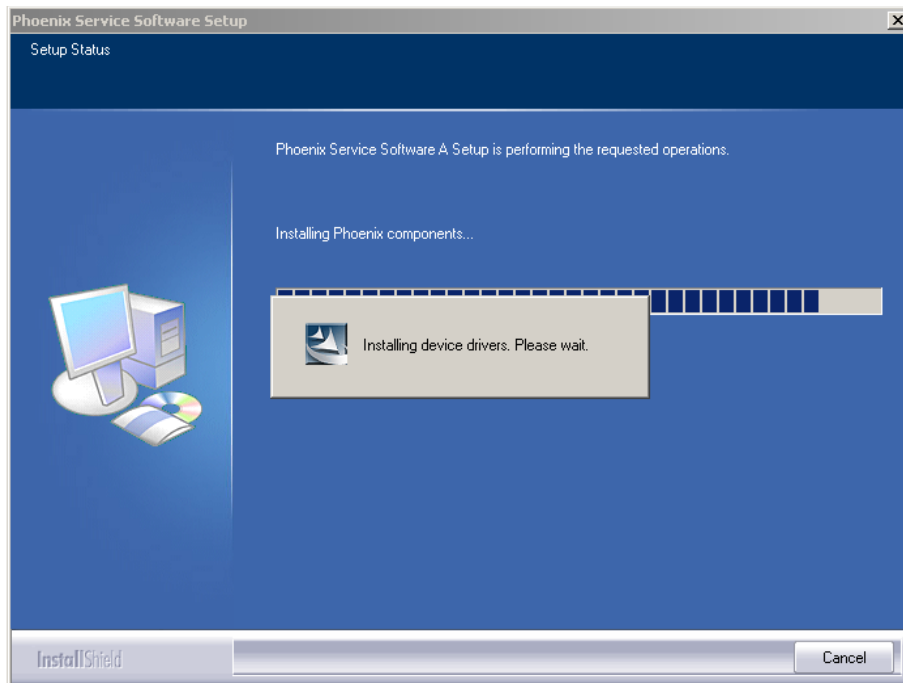 Phoenix Service Software Setup
Setup Status
Phoenix Service Software A Setup is performing the requested operations.
Installing Phoenix components...
Installing device drivers. Please wait.
InstallShield
Cancel